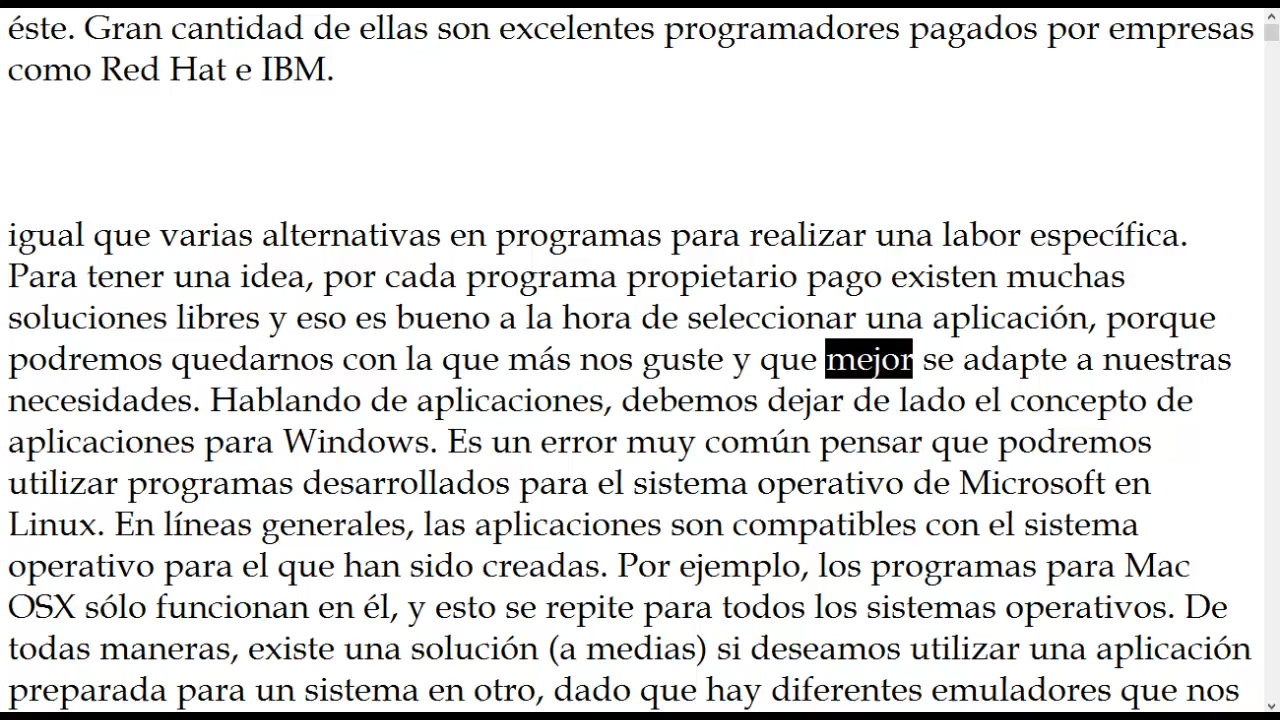 éste. Gran cantidad de ellas son excelentes programadores pagados por empresas
como Red Hat e IBM.
igual que varias alternativas en programas para realizar una labor específica.
Para tener una idea, por cada programa propietario pago existen muchas
soluciones libres y eso es bueno a la hora de seleccionar una aplicación, porque
podremos quedarnos con la que más nos guste y que mejor se adapte a nuestras
necesidades. Hablando de aplicaciones, debemos dejar de lado el concepto de
aplicaciones para Windows. Es un error muy común pensar que podremos
utilizar programas desarrollados para el sistema operativo de Microsoft en
Linux. En líneas generales, las aplicaciones son compatibles con el sistema
operativo para el que han sido creadas. Por ejemplo, los programas para Mac
OSX sólo funcionan en él, y esto se repite para todos los sistemas operativos. De
todas maneras, existe una solución (a medias) si deseamos utilizar una aplicación
preparada para un sistema en otro, dado que hay diferentes emuladores que nos